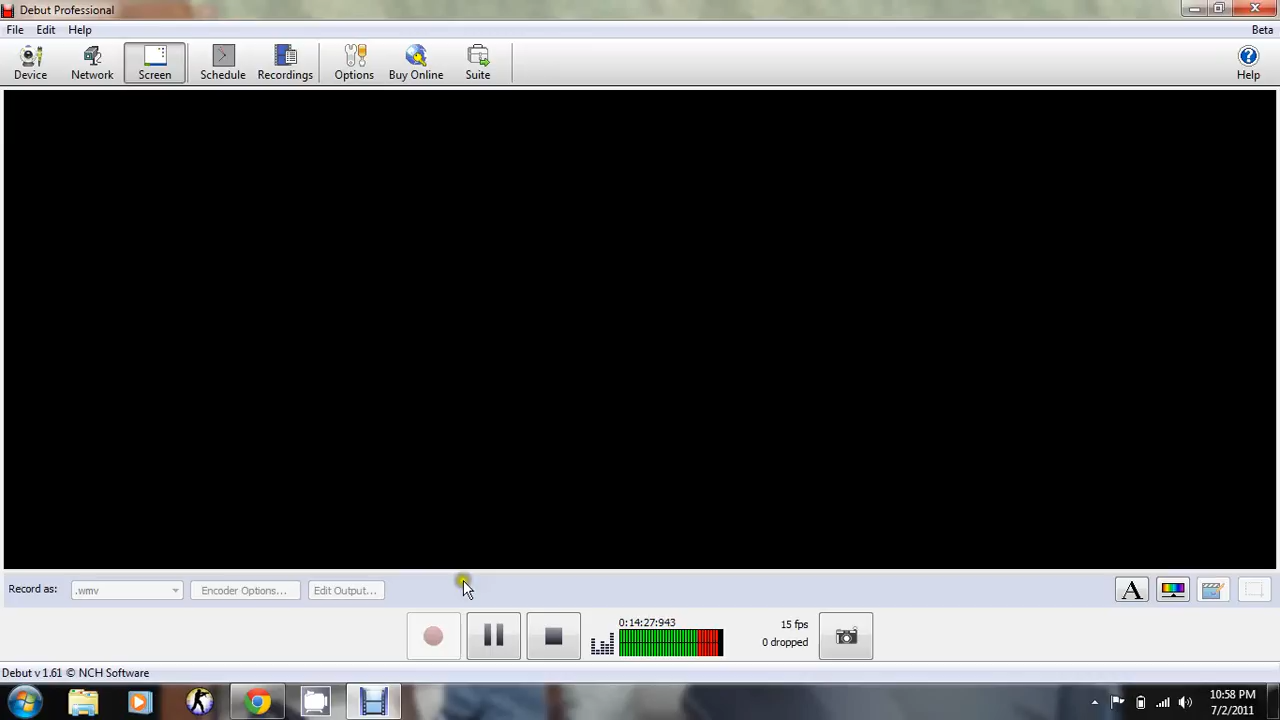 Debut Professional
File Edit Help Beta
Device Network Screen Schedule Recordings Options Buy Online Suite Help
Record as: .wmv Encoder Options... Edit Output... A
0:14:27:943 15 fps
0 dropped
Debut v 1.61 © NCH Software
10:58 PM
7/2/2011